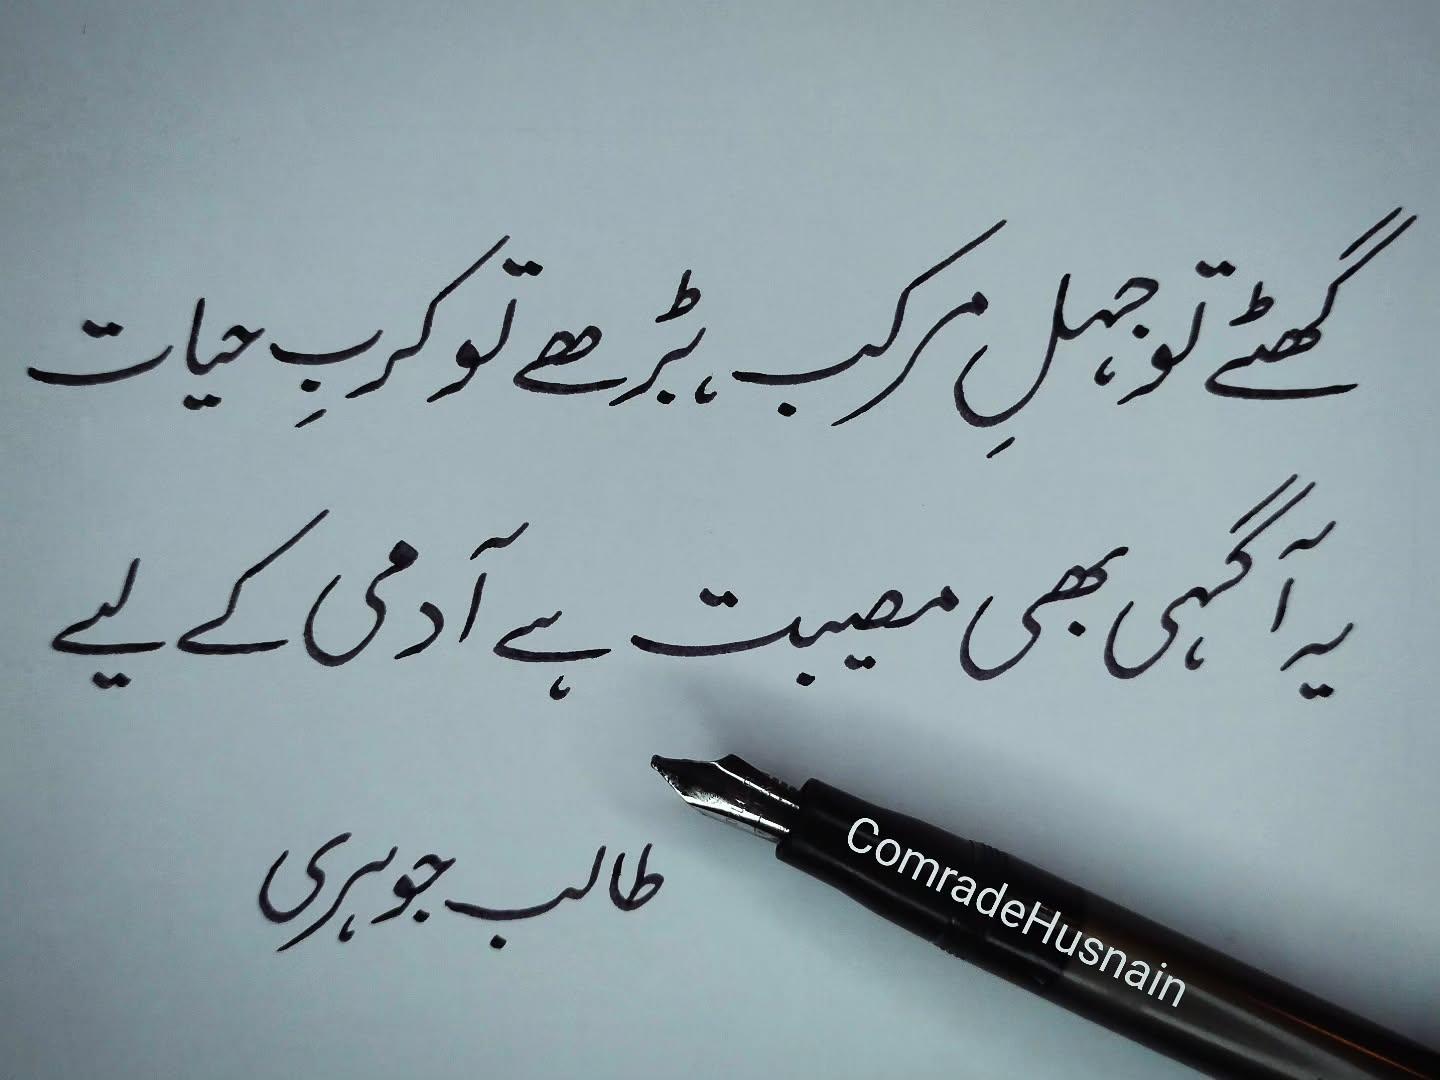 گھٹے تو جہلِ مرکب ، بڑھے تو کربِ حیات
یہ آگہی بھی مصیبت ہے آدمی کے لیے
طالب جوہری
ComradeHusnain